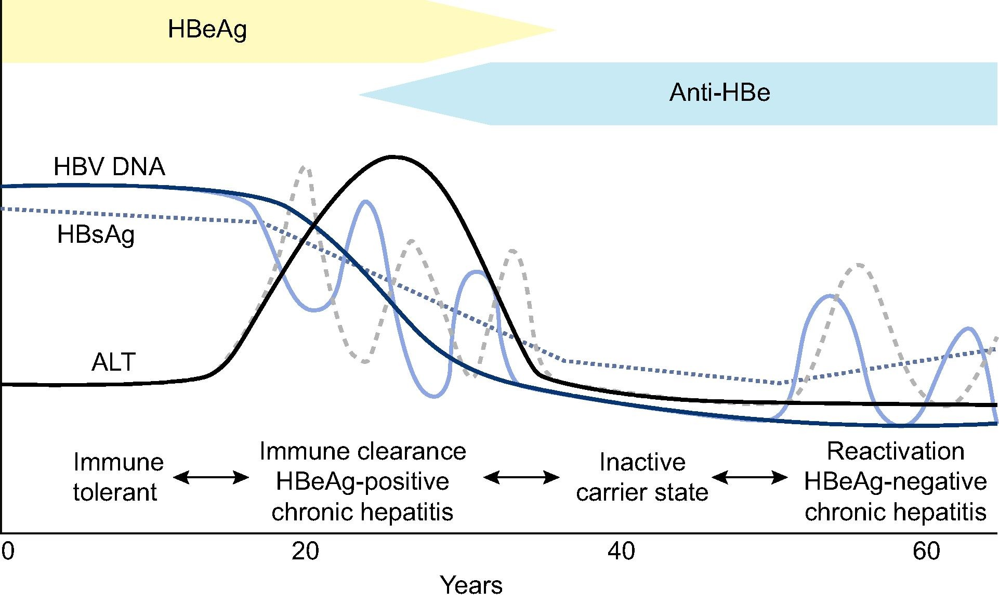 HBeAg
Anti-HBe
HBV DNA
HBsAg
ALT
Immune
tolerant
Immune clearance
HBeAg-positive
chronic hepatitis
Inactive
carrier state
Reactivation
HBeAg-negative
chronic hepatitis
0 20 40 60
Years